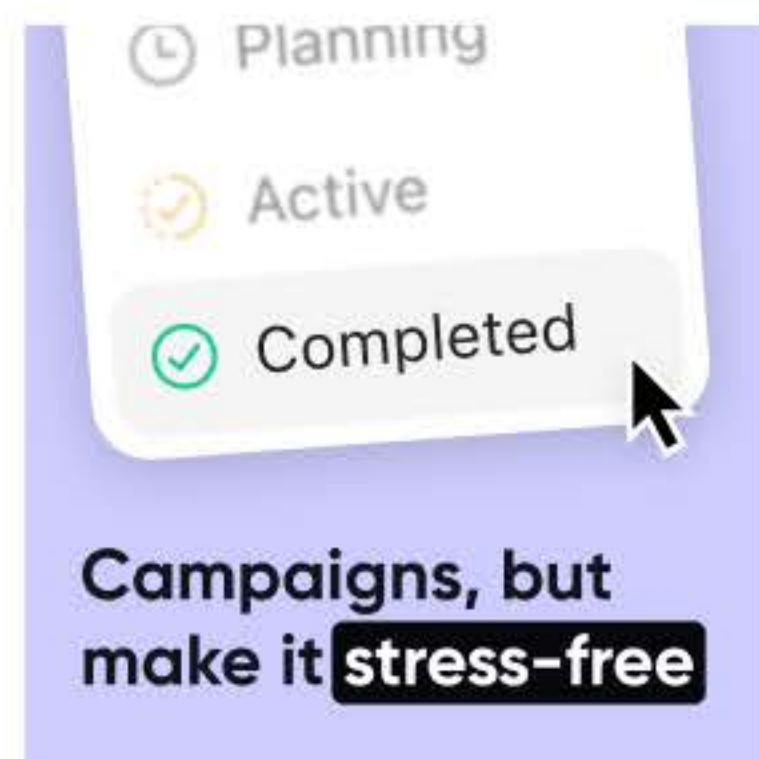 Planning
Active
Completed
Campaigns, but
make it stress-free